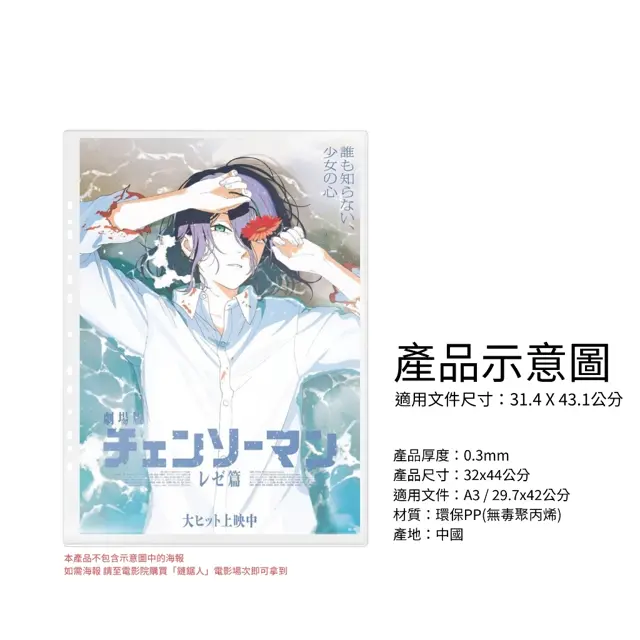 誰も知らない、
少女の心
劇場版
チェンソーマン
レゼ篇
大ヒット上映中
本產品不包含示意圖中的海報
如需海報 請至電影院購買「鏈鋸人」電影場次即可拿到
產品示意圖
適用文件尺寸：31.4 X 43.1公分
產品厚度：0.3mm
產品尺寸：32x44公分
適用文件：A3 / 29.7x42公分
材質：環保PP(無毒聚丙烯)
產地：中國